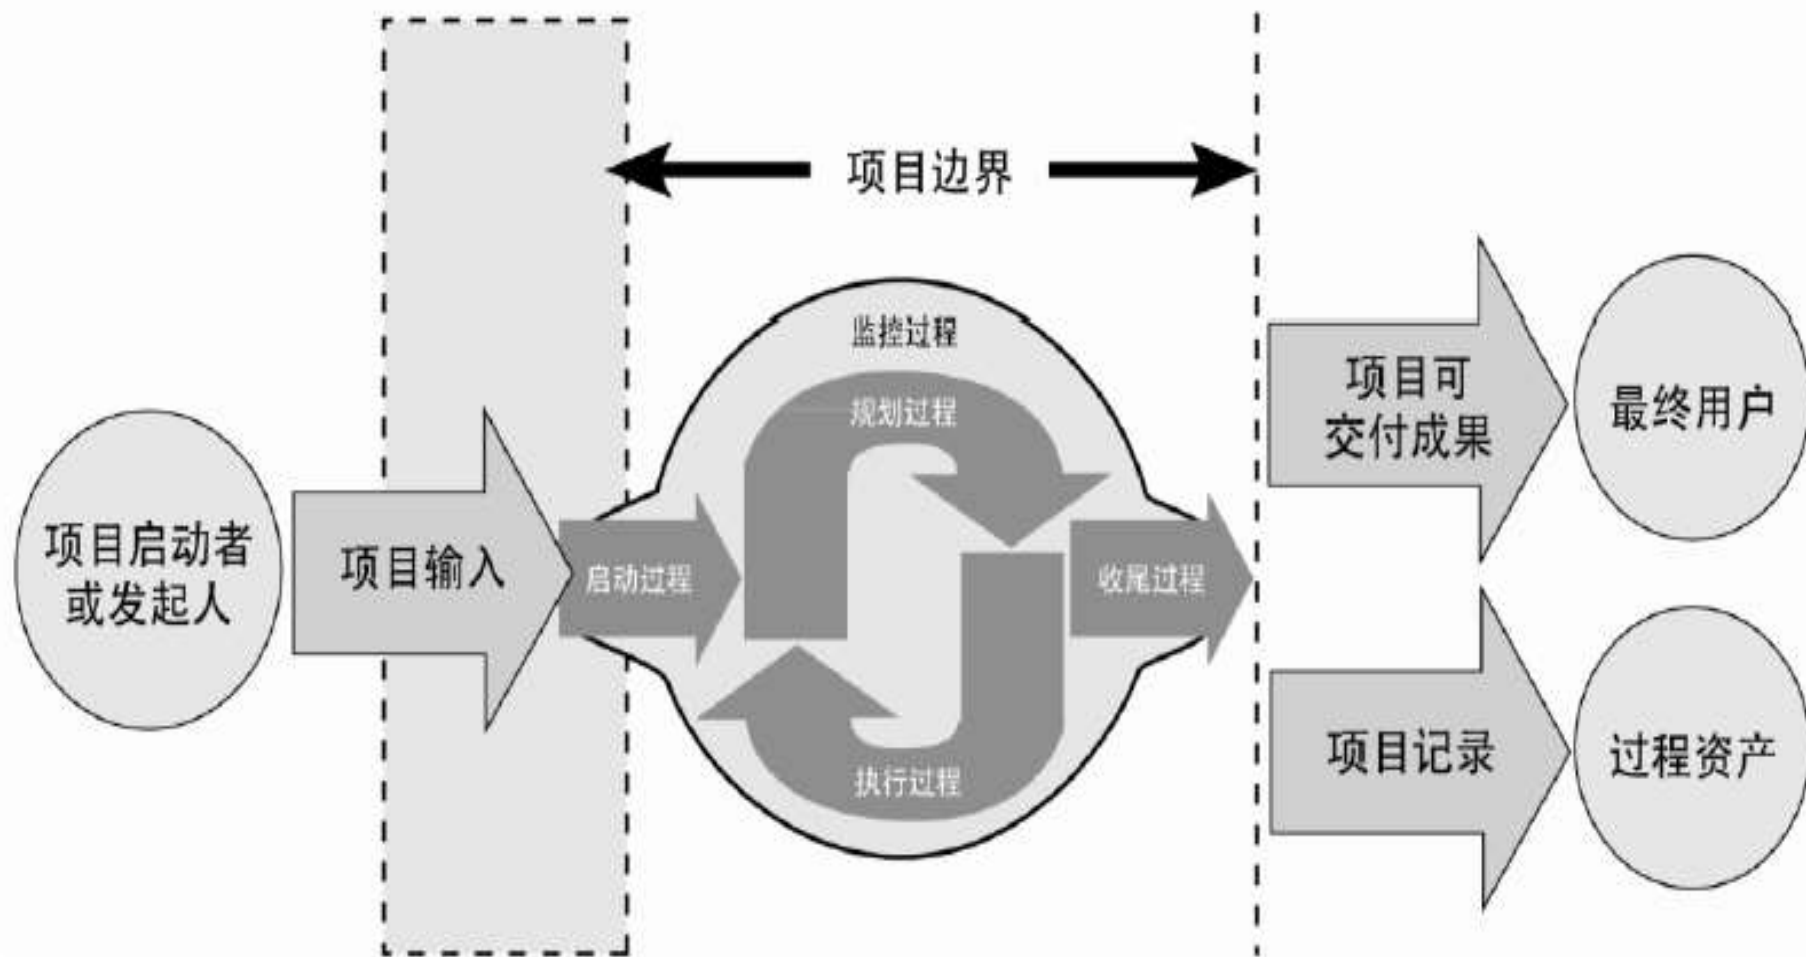 项目边界
监控过程
规划过程
项目启动者
或发起人
项目输入
启动过程
收尾过程
执行过程
项目可
交付成果
最终用户
项目记录
过程资产